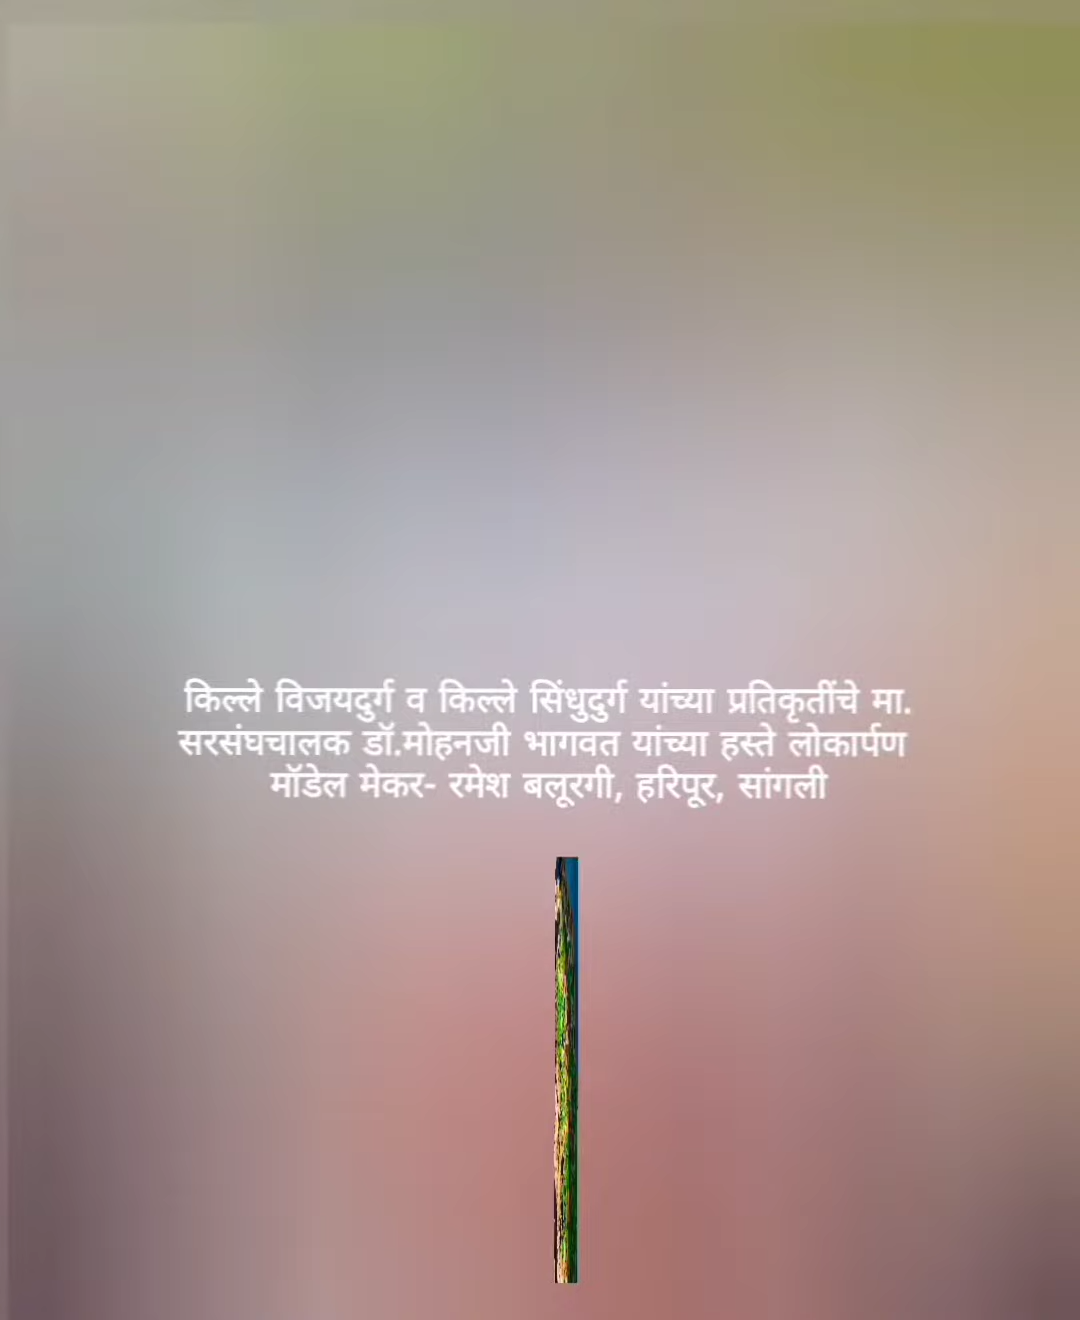 किल्ले विजयदुर्ग व किल्ले सिंधुदुर्ग यांच्या प्रतिकृतींचे मा.
सरसंघचालक डॉ.मोहनजी भागवत यांच्या हस्ते लोकार्पण
मॉडेल मेकर- रमेश बलूरगी, हरिपूर, सांगली